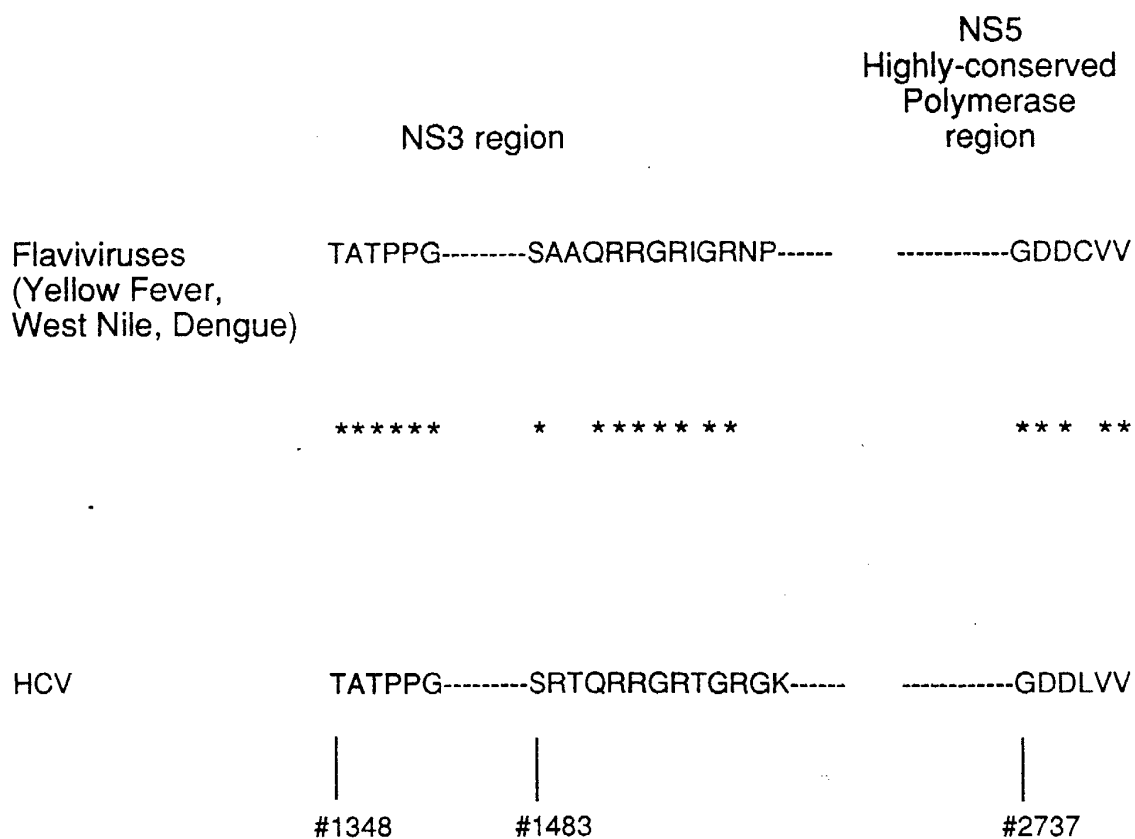 NS5
Highly-conserved
Polymerase
region
NS3 region
Flaviviruses
(Yellow Fever,
West Nile, Dengue)
TATPPG---------SAAQRRGRIGRNP------ ------------GDDCVV
****** * ****** ** *** **
HCV TATPPG---------SRTQRRGRTGRGK------ ------------GDDLVV
#1348 #1483 #2737